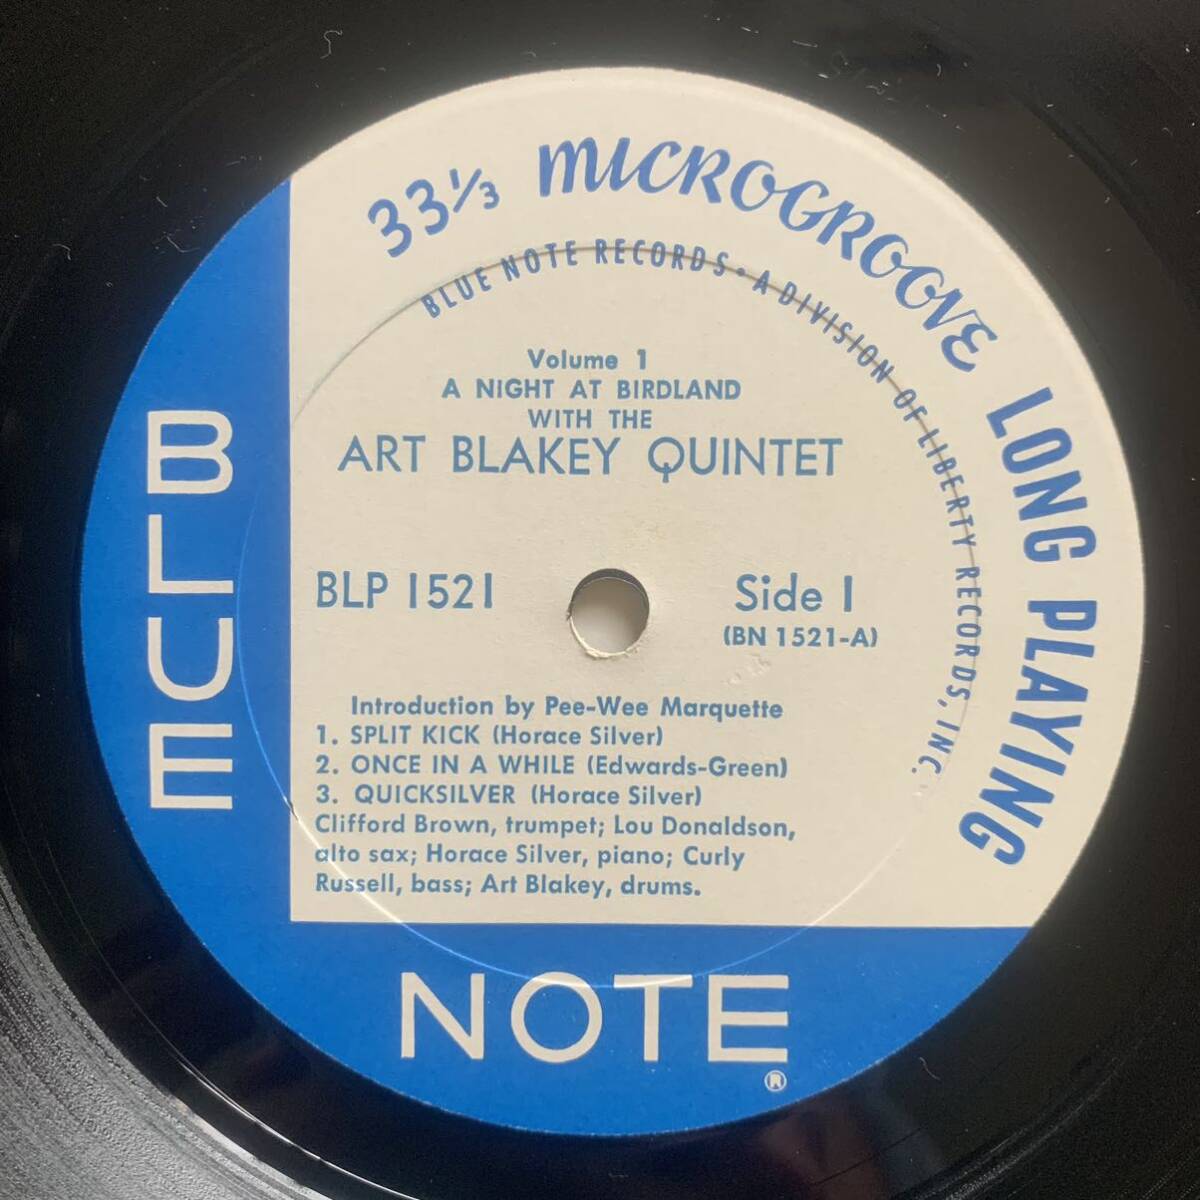 33⅓ MICROGROOVE LONG PLAYING
BLUE NOTE RECORDS • A DIVISION OF LIBERTY RECORDS, INC.
Volume 1
A NIGHT AT BIRDLAND
WITH THE
ART BLAKEY QUINTET
BLP 1521
Side 1
(BN 1521-A)
Introduction by Pee-Wee Marquette
1. SPLIT KICK (Horace Silver)
2. ONCE IN A WHILE (Edwards-Green)
3. QUICKSILVER (Horace Silver)
Clifford Brown, trumpet; Lou Donaldson,
alto sax; Horace Silver, piano; Curly
Russell, bass; Art Blakey, drums.
BLUE
NOTE
®